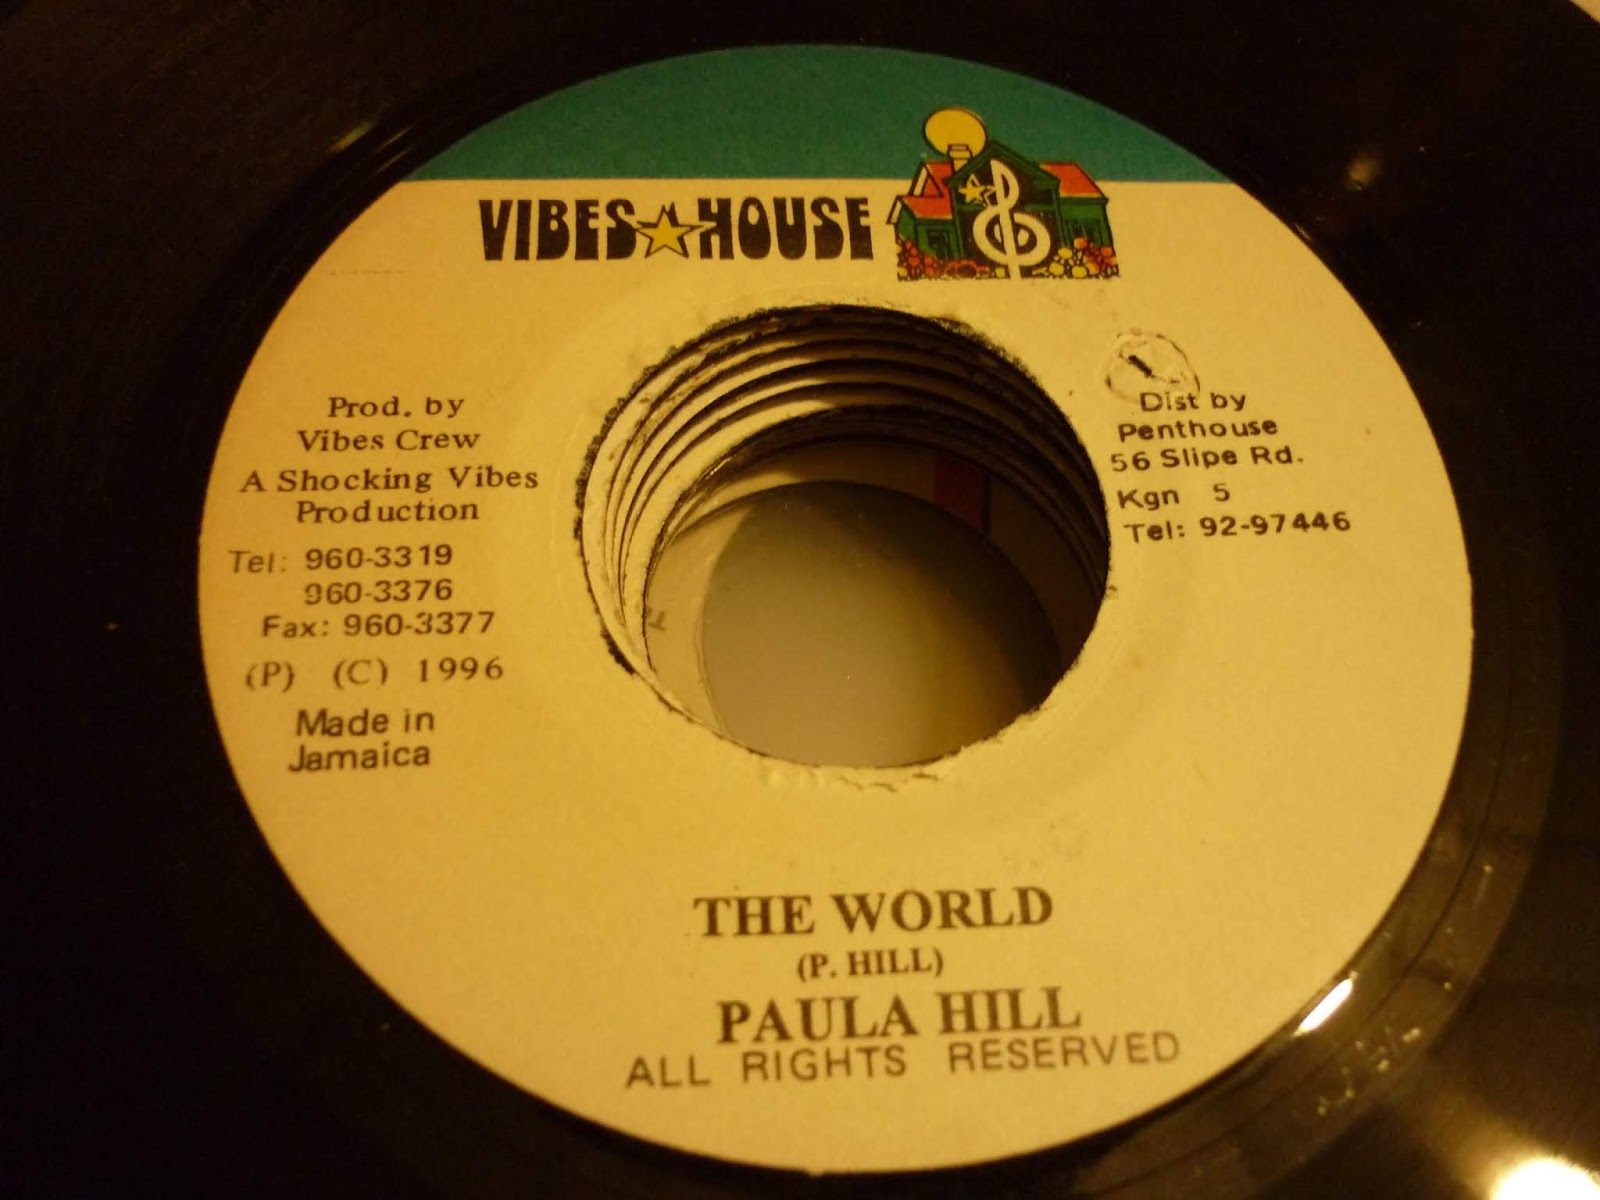 VIBES HOUSE
Prod. by
Vibes Crew
A Shocking Vibes
Production
Tel: 960-3319
960-3376
Fax: 960-3377
(P) (C) 1996
Made in
Jamaica
Dist by
Penthouse
56 Slipe Rd.
Kgn 5
Tel: 92-97446
THE WORLD
(P. HILL)
PAULA HILL
ALL RIGHTS RESERVED